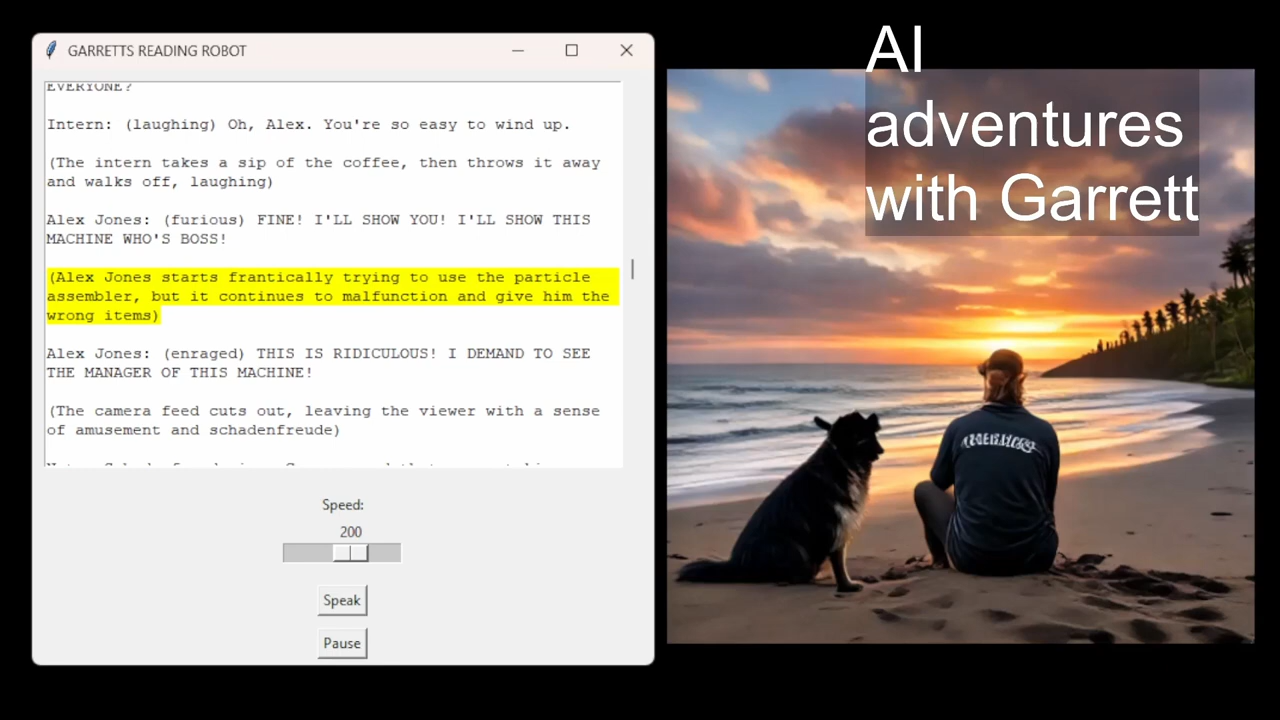 GARRETTS READING ROBOT
EVERYONE?
Intern: (laughing) Oh, Alex. You're so easy to wind up.
(The intern takes a sip of the coffee, then throws it away
and walks off, laughing)
Alex Jones: (furious) FINE! I'LL SHOW YOU! I'LL SHOW THIS
MACHINE WHO'S BOSS!
(Alex Jones starts frantically trying to use the particle
assembler, but it continues to malfunction and give him the
wrong items)
Alex Jones: (enraged) THIS IS RIDICULOUS! I DEMAND TO SEE
THE MANAGER OF THIS MACHINE!
(The camera feed cuts out, leaving the viewer with a sense
of amusement and schadenfreude)
Speed:
200
Speak
Pause
AI
adventures
with Garrett